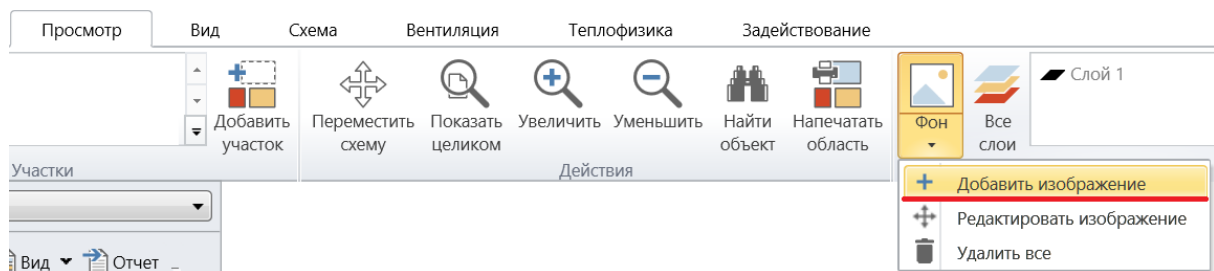 Просмотр Вид Схема Вентиляция Теплофизика Задействование
Добавить участок
Переместить схему
Показать целиком
Увеличить
Уменьшить
Найти объект
Напечатать область
Фон
Все слои
Слой 1
Участки
Действия
Добавить изображение
Редактировать изображение
Удалить все
Вид
Отчет